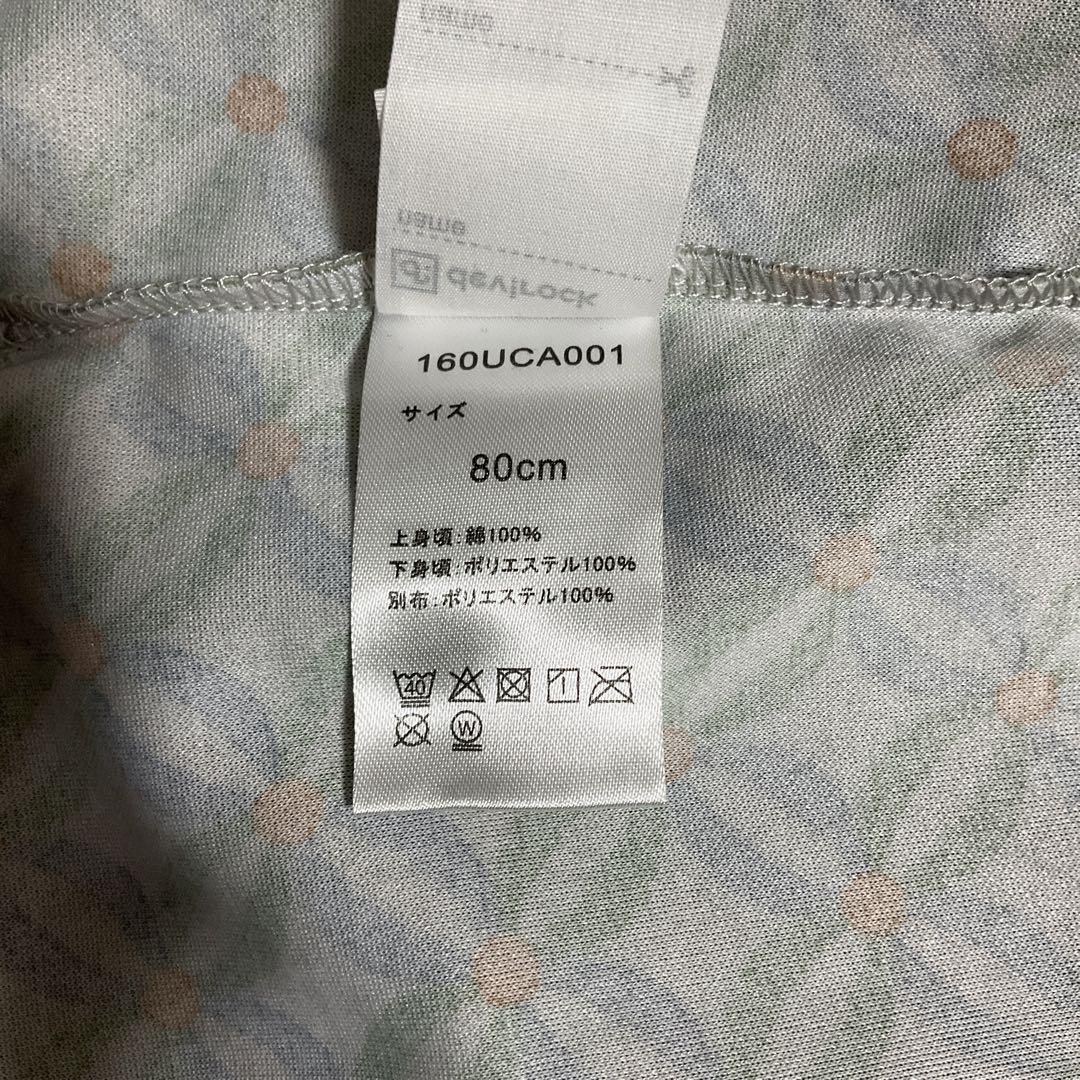 name
name
devirock
160UCA001
サイズ
80cm
上身頃:綿100%
下身頃:ポリエステル100%
別布:ポリエステル100%
40
W